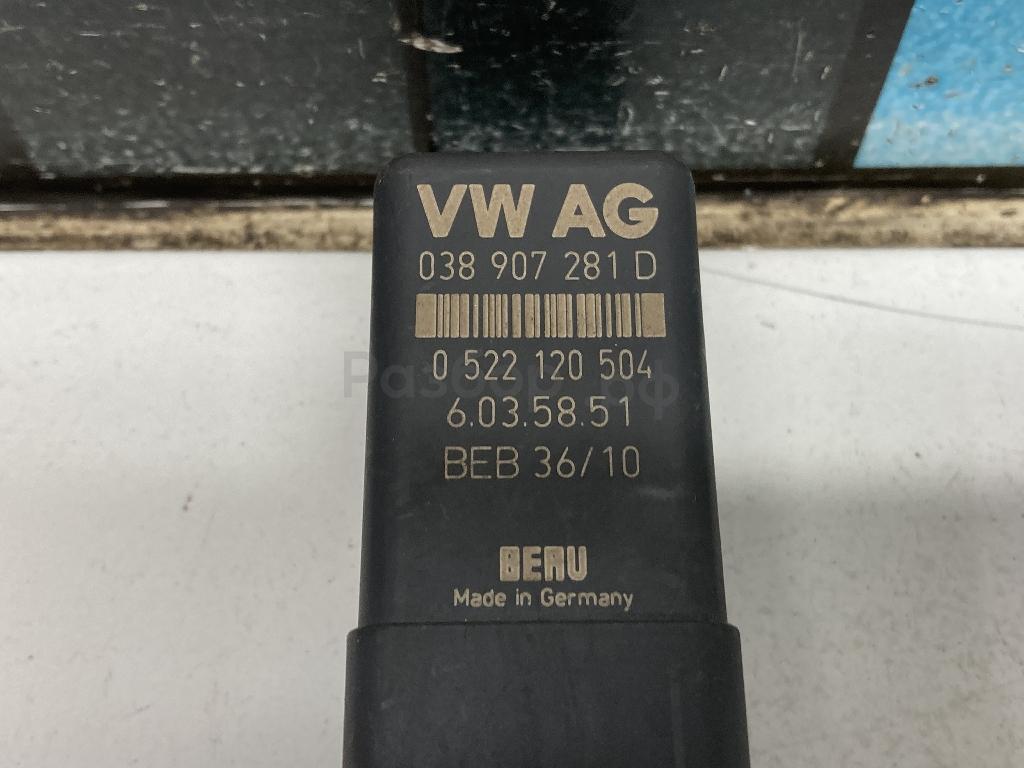 VW AG
038 907 281 D
0 522 120 504
6.03.58.51
BEB 36/10
BERU
Made in Germany